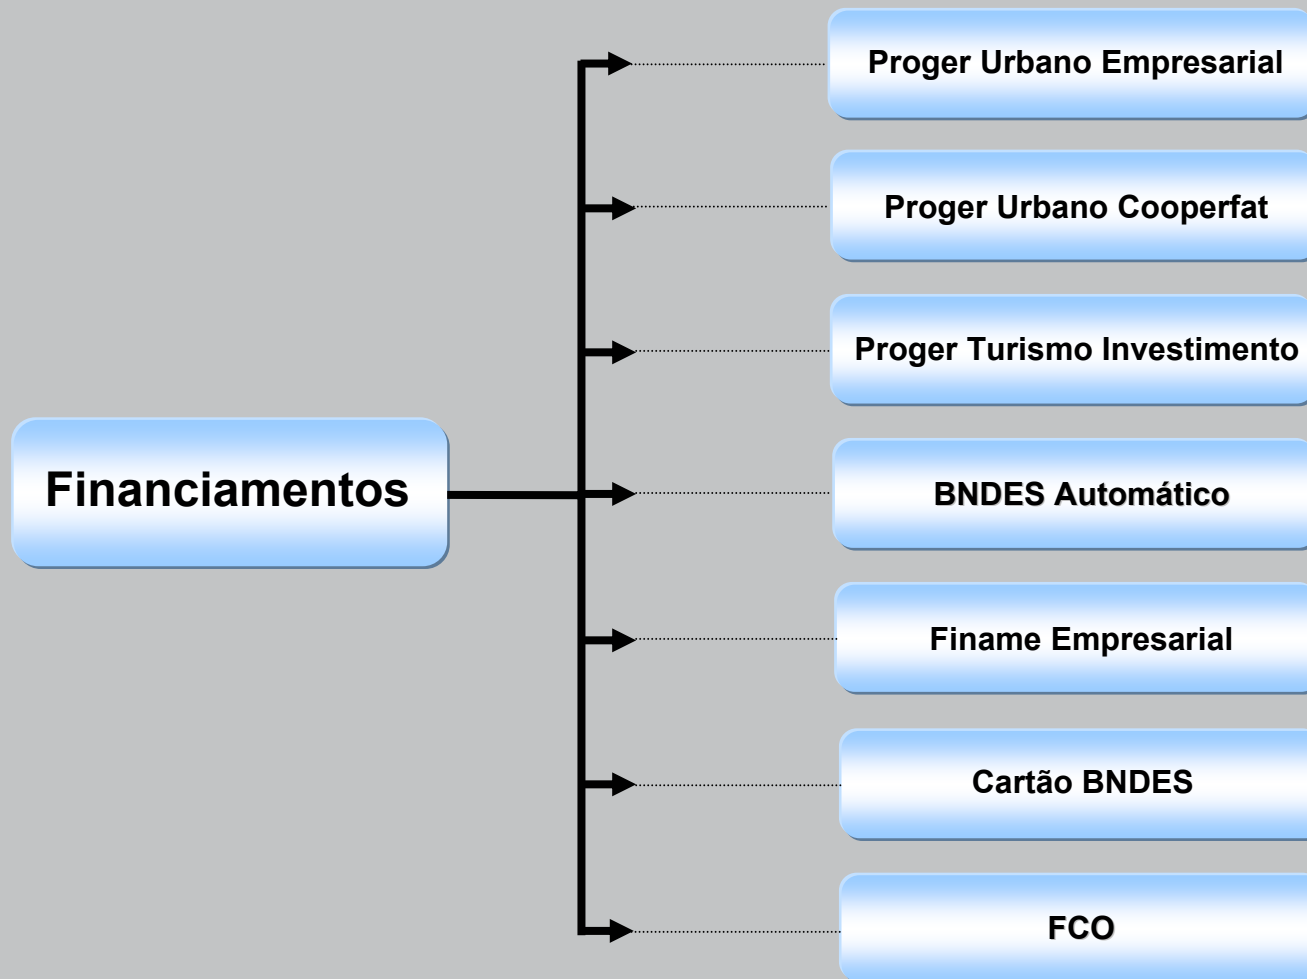 Proger Urbano Empresarial
Proger Urbano Cooperfat
Proger Turismo Investimento
Financiamentos
BNDES Automático
Finame Empresarial
Cartão BNDES
FCO